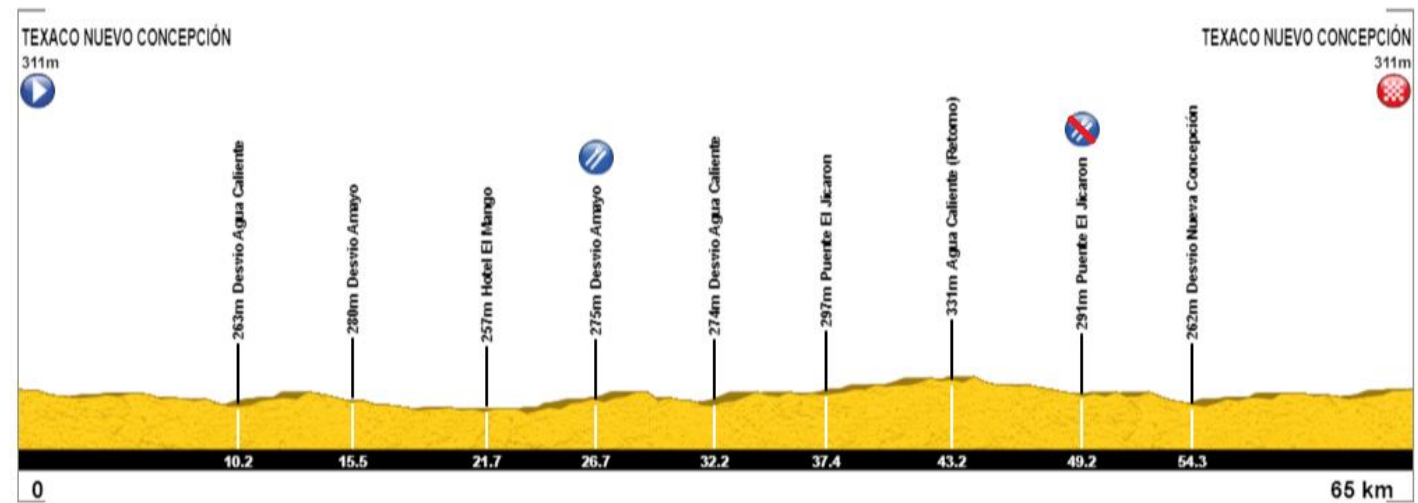 TEXACO NUEVO CONCEPCIÓN
311m
TEXACO NUEVO CONCEPCIÓN
311m
263m Desvio Agua Caliente
280m Desvio Amayo
257m Hotel El Mango
275m Desvio Amayo
274m Desvio Agua Caliente
297m Puente El Jicaron
331m Agua Caliente (Retorno)
291m Puente El Jicaron
262m Desvio Nueva Concepción
10.2
15.5
21.7
26.7
32.2
37.4
43.2
49.2
54.3
0
65 km